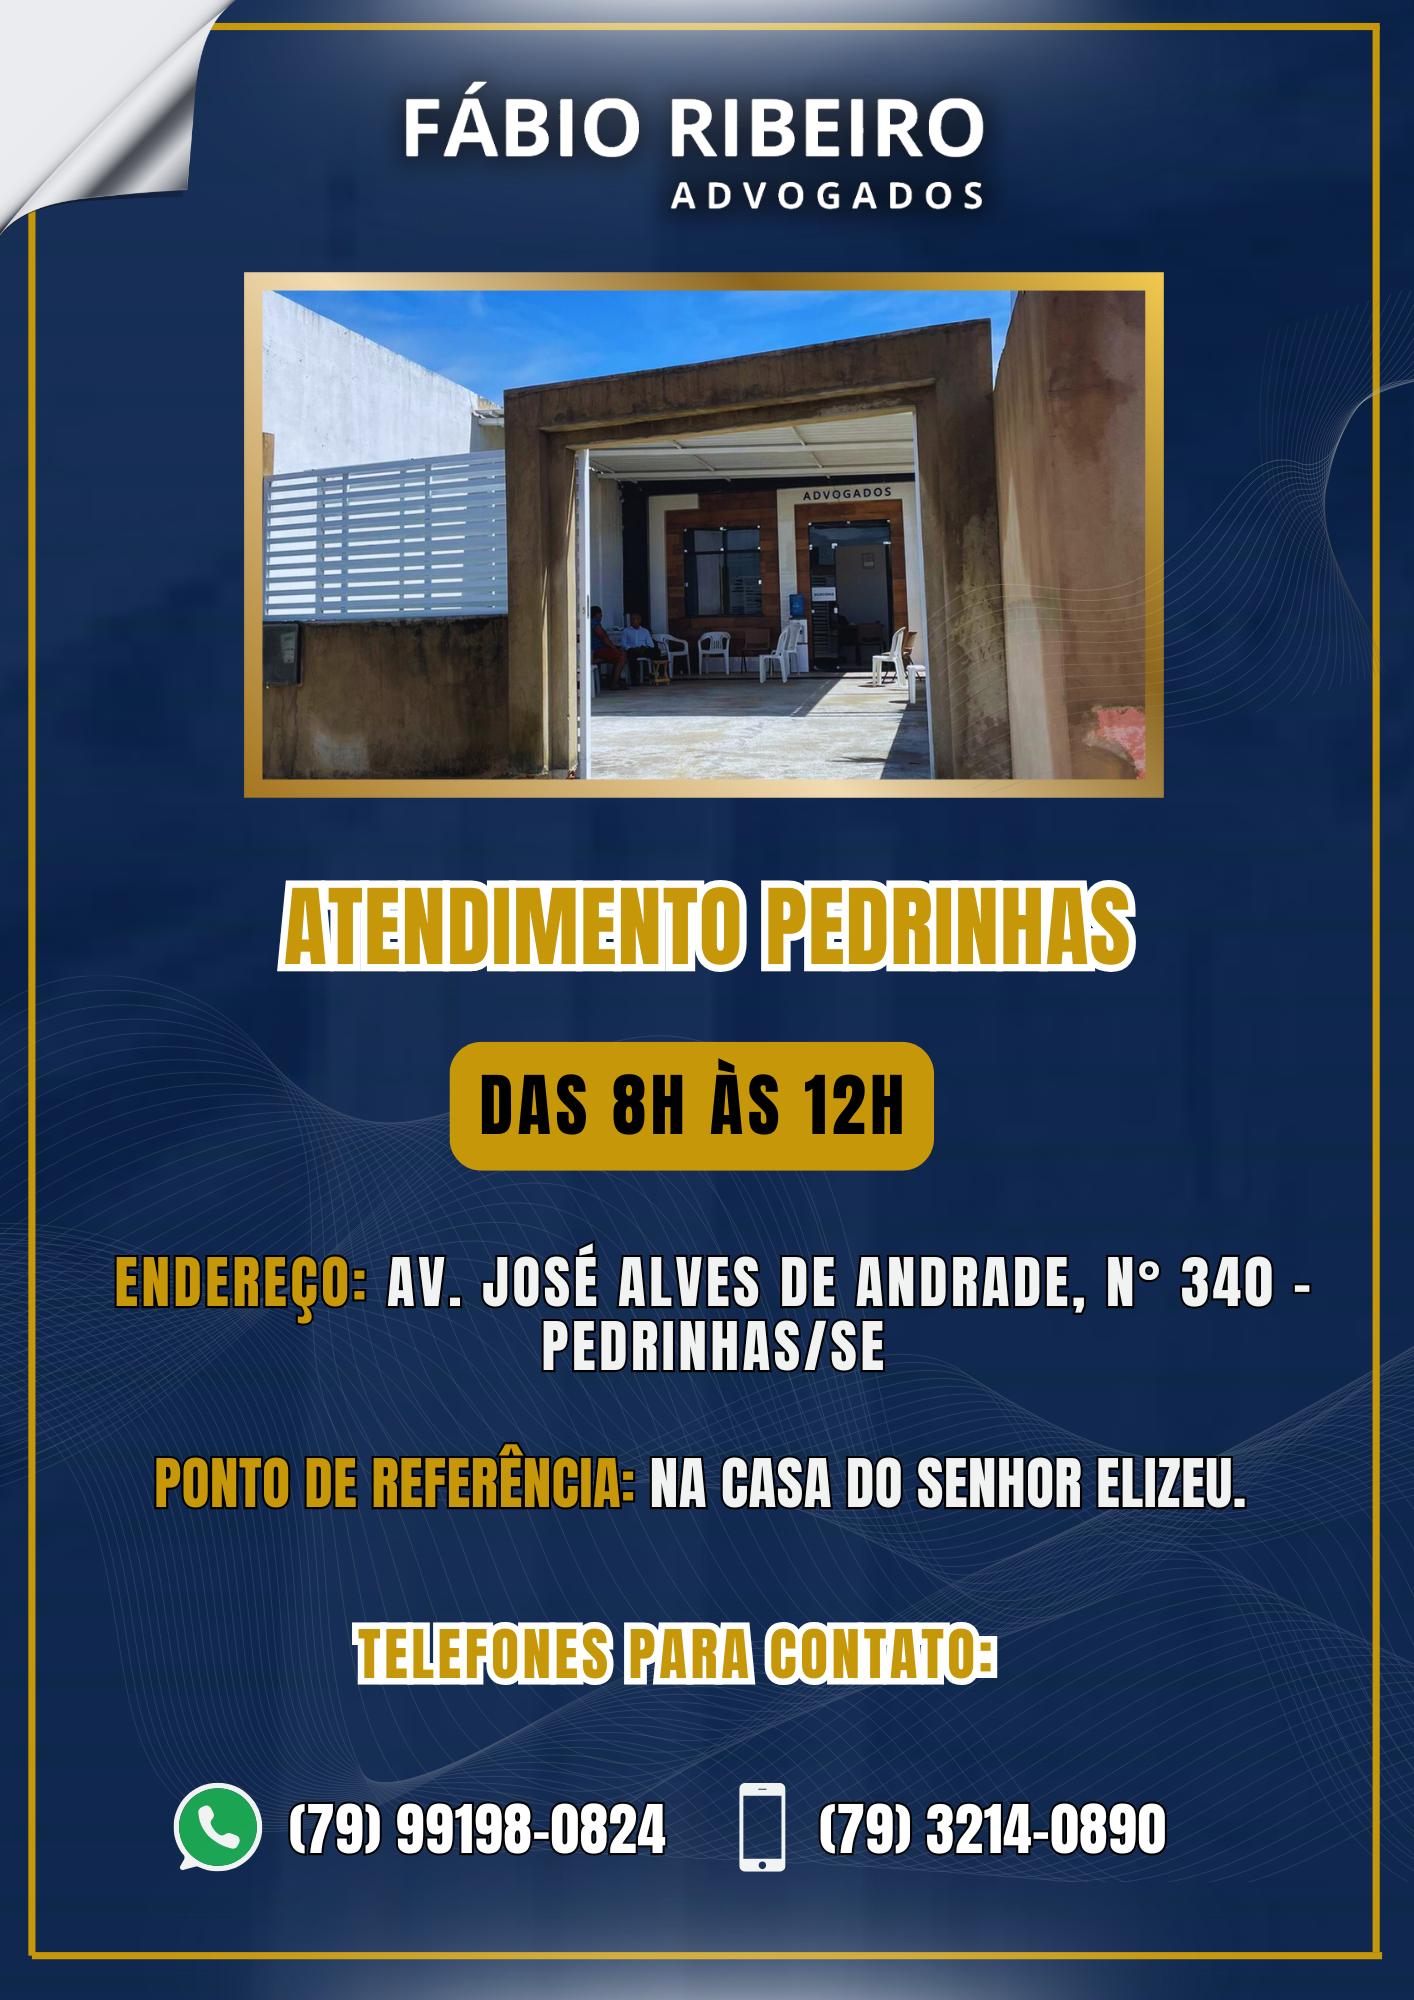 FÁBIO RIBEIRO
ADVOGADOS
ADVOGADOS
ATENDIMENTO PEDRINHAS
DAS 8H ÀS 12H
ENDEREÇO: AV. JOSÉ ALVES DE ANDRADE, Nº 340 -
PEDRINHAS/SE
PONTO DE REFERÊNCIA: NA CASA DO SENHOR ELIZEU.
TELEFONES PARA CONTATO:
(79) 99198-0824 (79) 3214-0890